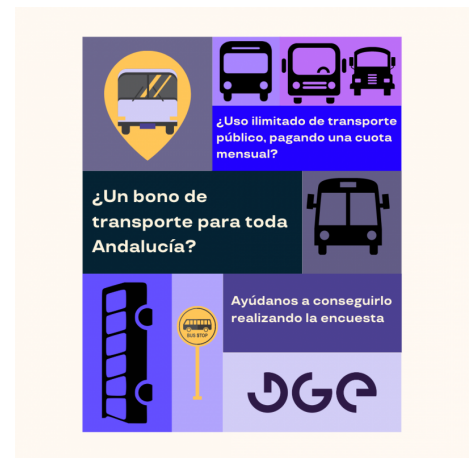 ¿Uso ilimitado de transporte
público, pagando una cuota
mensual?
¿Un bono de
transporte para toda
Andalucía?
BUS STOP
Ayúdanos a conseguirlo
realizando la encuesta
JGE